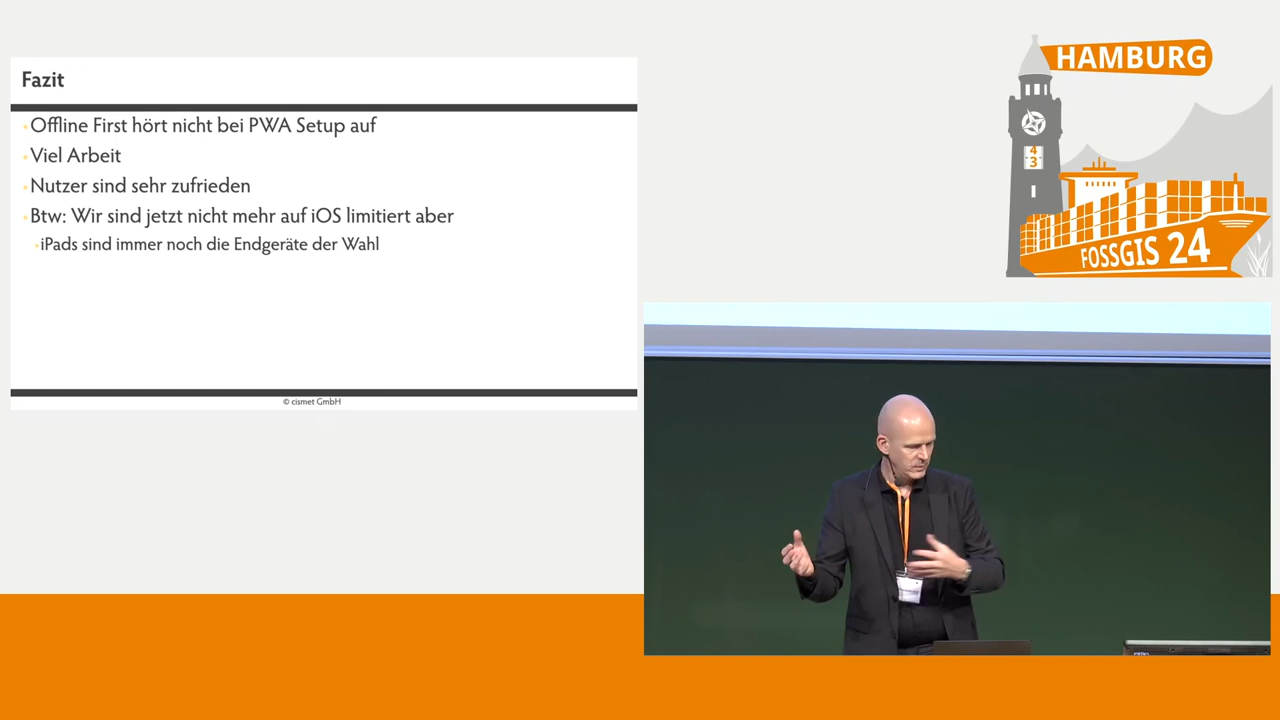 Fazit
Offline First hört nicht bei PWA Setup auf
Viel Arbeit
Nutzer sind sehr zufrieden
Btw: Wir sind jetzt nicht mehr auf iOS limitiert aber
iPads sind immer noch die Endgeräte der Wahl
© cismet GmbH
HAMBURG
4
3
FOSSGIS 24